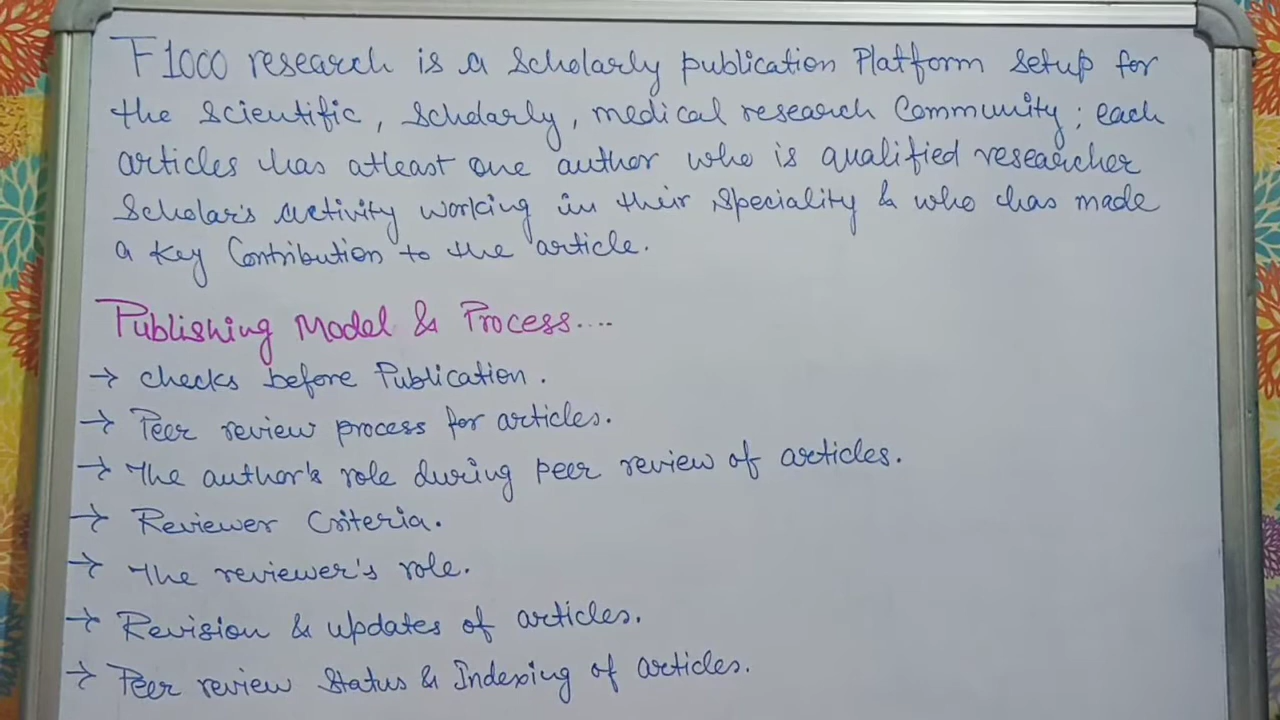 F1000 research is a Scholarly publication Platform Setup for
the Scientific, Scholarly, medical research Community; each
articles has atleast one author who is qualified researcher
Scholar's activity working in their Speciality & who has made
a key Contribution to the article.
Publishing Model & Process....
→ checks before Publication.
→ Peer review process for articles.
→ The author's role during peer review of articles.
→ Reviewer Criteria.
→ The reviewer's role.
→ Revision & updates of articles.
→ Peer review Status & Indexing of articles.